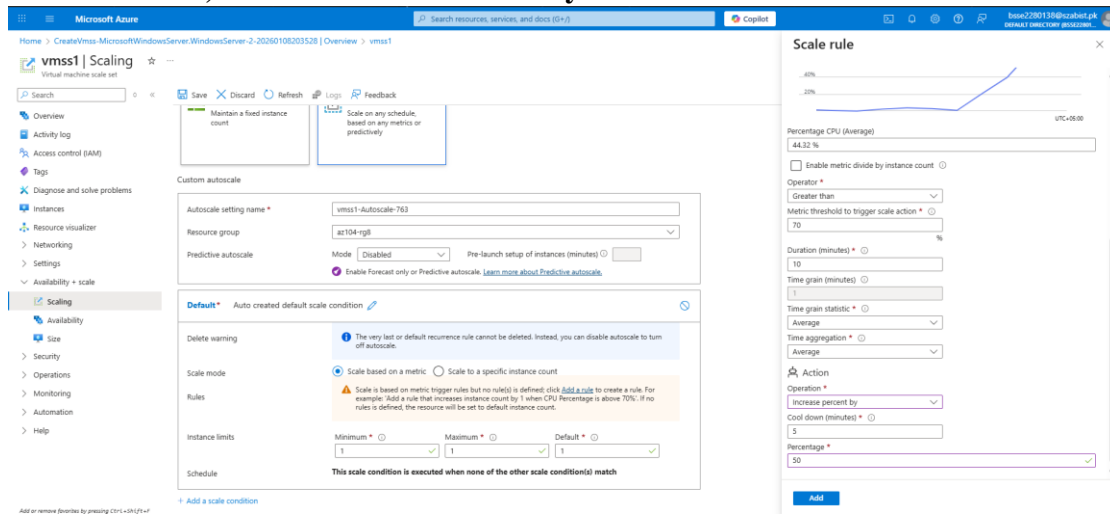 Microsoft Azure
Search resources, services, and docs (G+/)
Copilot
bsse2280138@szabist.pk
Home > CreateVmss-MicrosoftWindowsServer.WindowsServer-2-20260108203528 | Overview > vmss1
vmss1 | Scaling
Virtual machine scale set
Search
Overview
Activity log
Access control (IAM)
Tags
Diagnose and solve problems
Instances
Resource visualizer
Networking
Settings
Availability + scale
Scaling
Availability
Size
Security
Operations
Monitoring
Automation
Help
Add or remove favorites by pressing Ctrl+Shift+F
Save
Discard
Refresh
Logs
Feedback
Maintain a fixed instance
count
Scale on any schedule,
based on any metrics or
predictively
Custom autoscale
Autoscale setting name *
vmss1-Autoscale-763
Resource group
az104-rg8
Predictive autoscale
Mode Disabled
Pre-launch setup of instances (minutes)
Enable Forecast only or Predictive autoscale. Learn more about Predictive autoscale.
Default* Auto created default scale condition
Delete warning
The very last or default recurrence rule cannot be deleted. Instead, you can disable autoscale to turn
off autoscale.
Scale mode
Scale based on a metric
Scale to a specific instance count
Rules
Scale is based on metric trigger rules but no rule(s) is defined; click Add a rule to create a rule. For
example: 'Add a rule that increases instance count by 1 when CPU Percentage is above 70%'. If no
rules is defined, the resource will be set to default instance count.
Instance limits
Minimum *
Maximum *
Default *
1
1
1
Schedule
This scale condition is executed when none of the other scale condition(s) match
+ Add a scale condition
Scale rule
40%
20%
UTC+05:00
Percentage CPU (Average)
44.32 %
Enable metric divide by instance count
Operator *
Greater than
Metric threshold to trigger scale action *
70
%
Duration (minutes) *
10
Time grain (minutes)
1
Time grain statistic *
Average
Time aggregation *
Average
Action
Operation *
Increase percent by
Cool down (minutes) *
5
Percentage *
50
Add